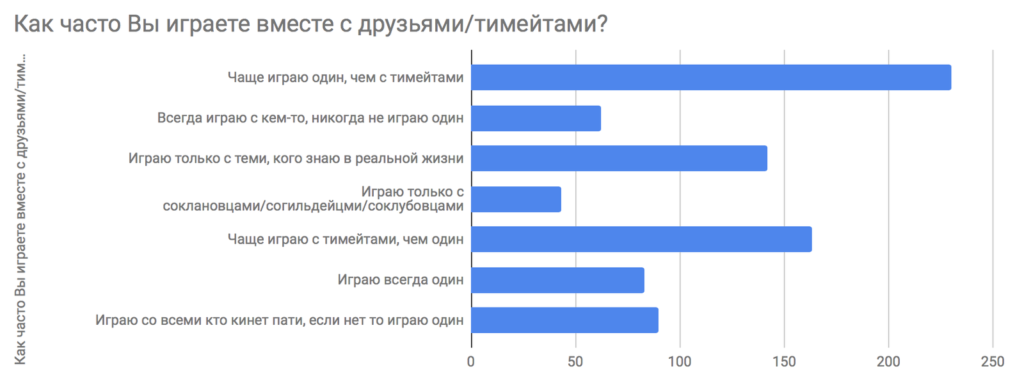 Как часто Вы играете вместе с друзьями/тимейтами?
Как часто Вы играете вместе с друзьями/тим...
Чаще играю один, чем с тимейтами
Всегда играю с кем-то, никогда не играю один
Играю только с теми, кого знаю в реальной жизни
Играю только с
соклановцами/согильдейцми/соклубовцами
Чаще играю с тимейтами, чем один
Играю всегда один
Играю со всеми кто кинет пати, если нет то играю один
0 50 100 150 200 250